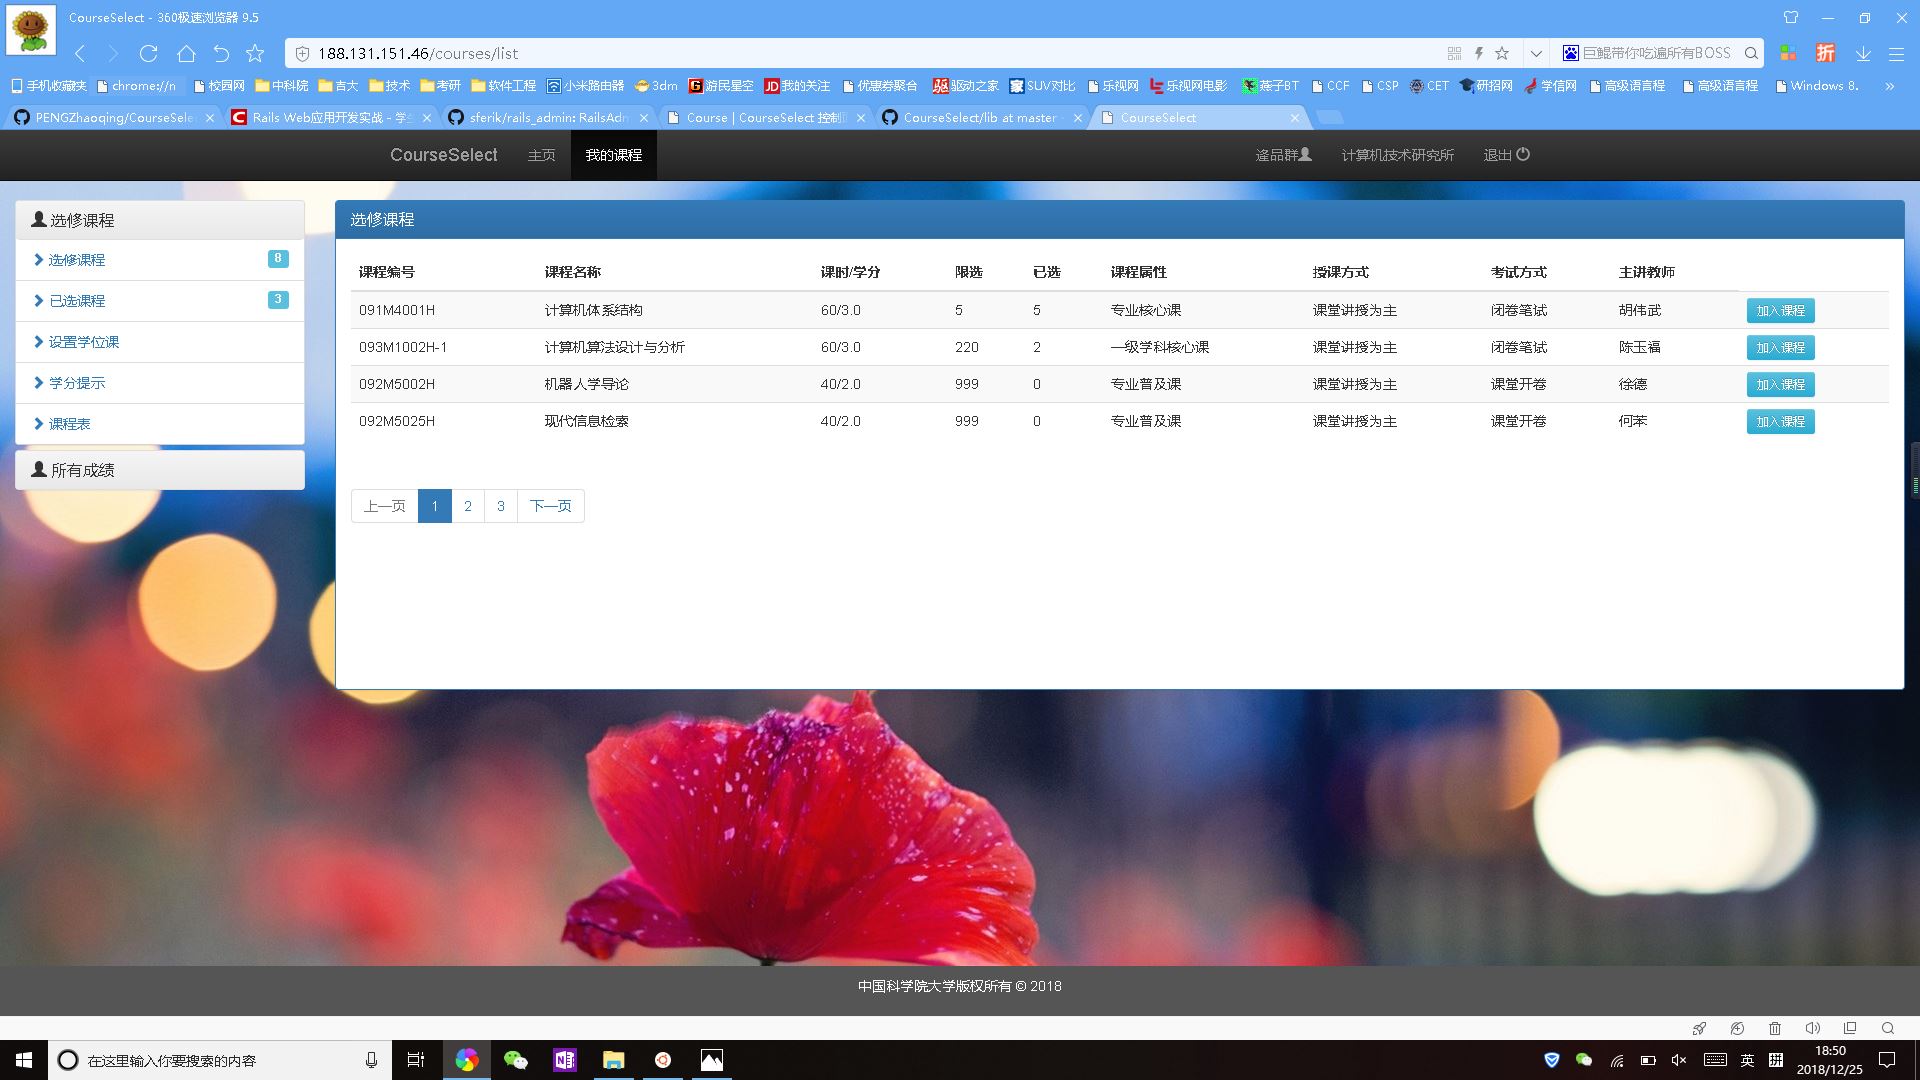 CourseSelect - 360极速浏览器 9.5
188.131.151.46/courses/list
巨鲲带你吃遍所有BOSS
折
手机收藏夹 chrome://n 校园网 中科院 吉大 技术 考研 软件工程 小米路由器 3dm 游民星空 我的关注 优惠券聚合 驱动之家 SUV对比 乐视网 乐视网电影 燕子BT CCF CSP CET 研招网 学信网 高级语言程 高级语言程 Windows 8.
PENGZhaoqing/CourseSele Rails Web应用开发实战 - 学生 sferik/rails_admin: RailsAdm Course | CourseSelect 控制面 CourseSelect/lib at master CourseSelect
CourseSelect 主页 我的课程 计算机技术研究所 退出
选修课程
选修课程 8
已选课程 3
设置学位课
学分提示
课程表
所有成绩
选修课程
课程编号 课程名称 课时/学分 限选 已选 课程属性 授课方式 考试方式 主讲教师
091M4001H 计算机体系结构 60/3.0 5 5 专业核心课 课堂讲授为主 闭卷笔试 胡伟武 加入课程
093M1002H-1 计算机算法设计与分析 60/3.0 220 2 一级学科核心课 课堂讲授为主 闭卷笔试 陈玉福 加入课程
092M5002H 机器人学导论 40/2.0 999 0 专业普及课 课堂讲授为主 课堂开卷 徐德 加入课程
092M5025H 现代信息检索 40/2.0 999 0 专业普及课 课堂讲授为主 课堂开卷 何苯 加入课程
上一页 1 2 3 下一页
中国科学院大学版权所有 © 2018
在这里输入你要搜索的内容
英 拼
18:50
2018/12/25